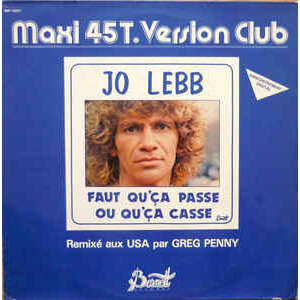 Maxi 45T. Version Club
JO LEBB
FAUT QU'ÇA PASSE
OU QU'ÇA CASSE
Remixé aux USA par GREG PENNY